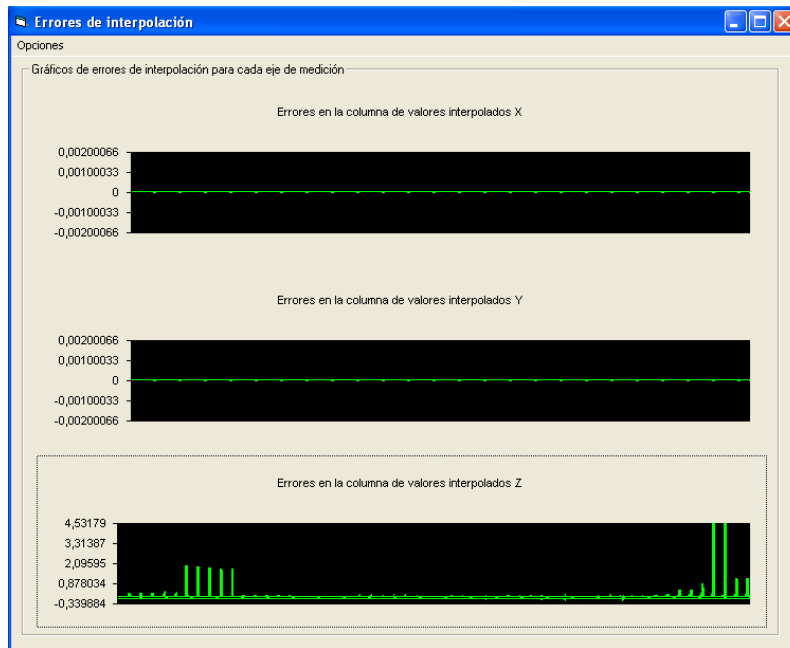 Errores de interpolación
Opciones
Gráficos de errores de interpolación para cada eje de medición
Errores en la columna de valores interpolados X
0,00200066
0,00100033
0
-0,00100033
-0,00200066
Errores en la columna de valores interpolados Y
0,00200066
0,00100033
0
-0,00100033
-0,00200066
Errores en la columna de valores interpolados Z
4,53179
3,31387
2,09595
0,878034
-0,339884